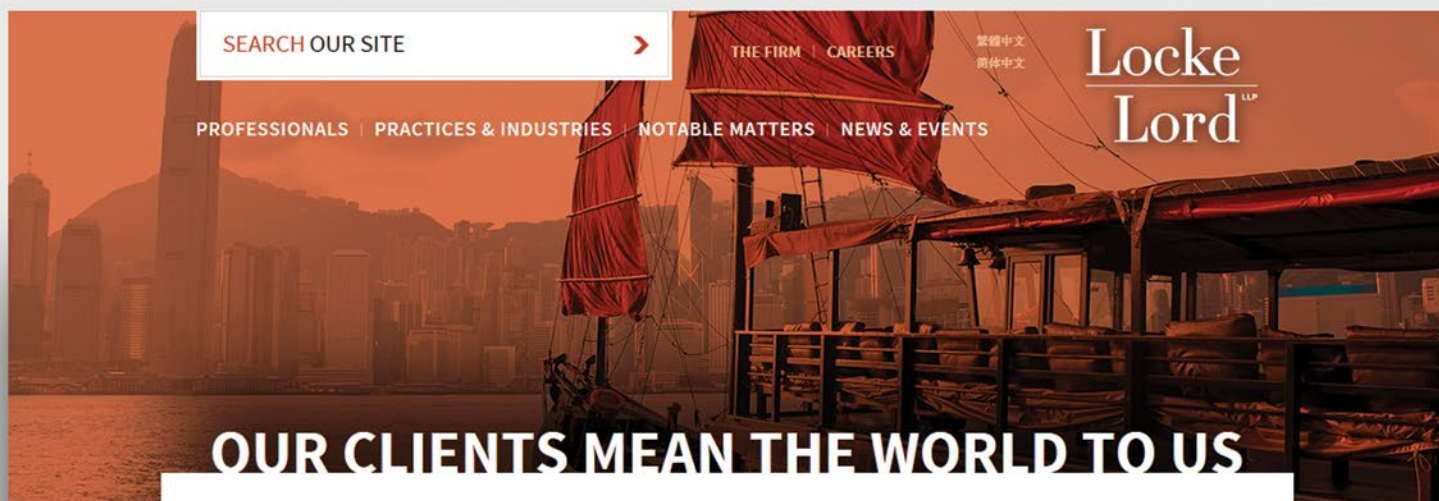 SEARCH OUR SITE
THE FIRM | CAREERS
繁體中文
简体中文
Locke
Lord LLP
PROFESSIONALS | PRACTICES & INDUSTRIES | NOTABLE MATTERS | NEWS & EVENTS
OUR CLIENTS MEAN THE WORLD TO US